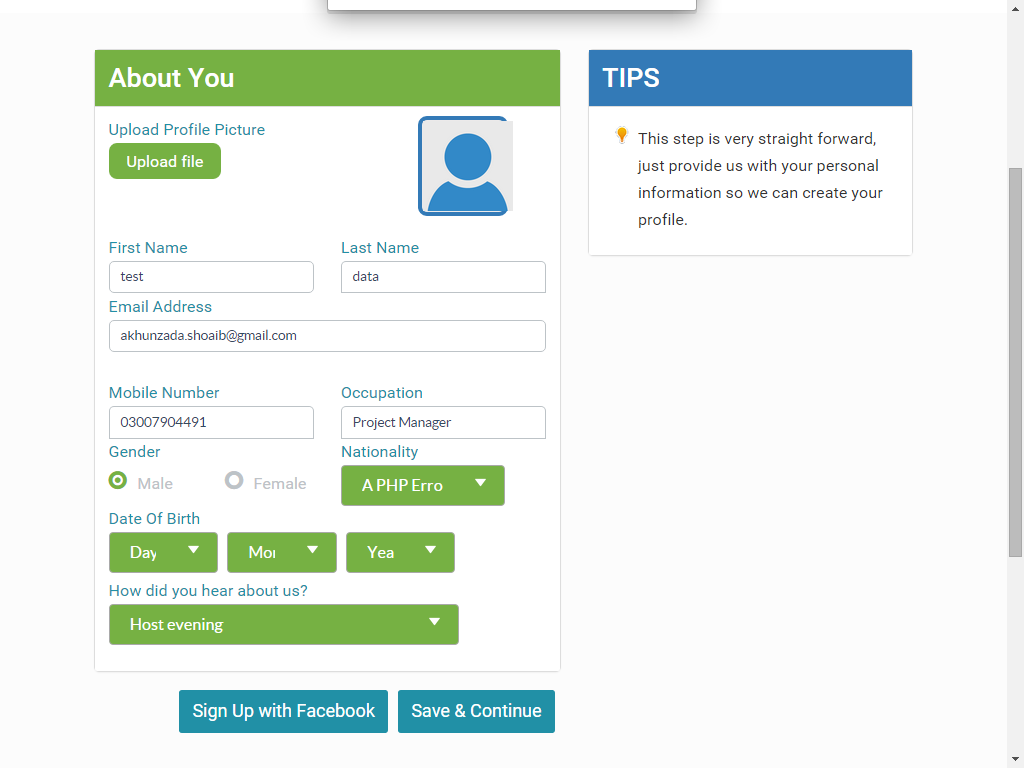 About You
Upload Profile Picture
Upload file
First Name
Last Name
test
data
Email Address
akhunzada.shoaib@gmail.com
Mobile Number
Occupation
03007904491
Project Manager
Gender
Nationality
Male
Female
A PHP Erro
Date Of Birth
Day
Mor
Yea
How did you hear about us?
Host evening
Sign Up with Facebook
Save & Continue
TIPS
This step is very straight forward,
just provide us with your personal
information so we can create your
profile.